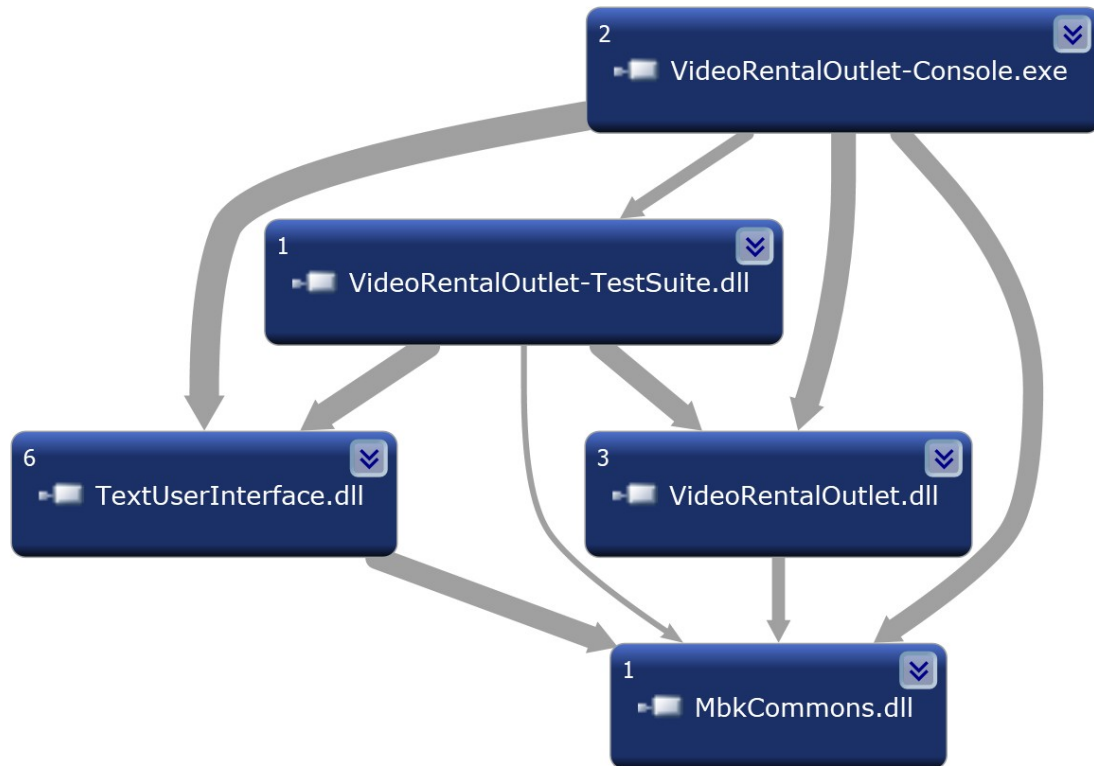 2
VideoRentalOutlet-Console.exe
1
VideoRentalOutlet-TestSuite.dll
6
TextUserInterface.dll
3
VideoRentalOutlet.dll
1
MbkCommons.dll